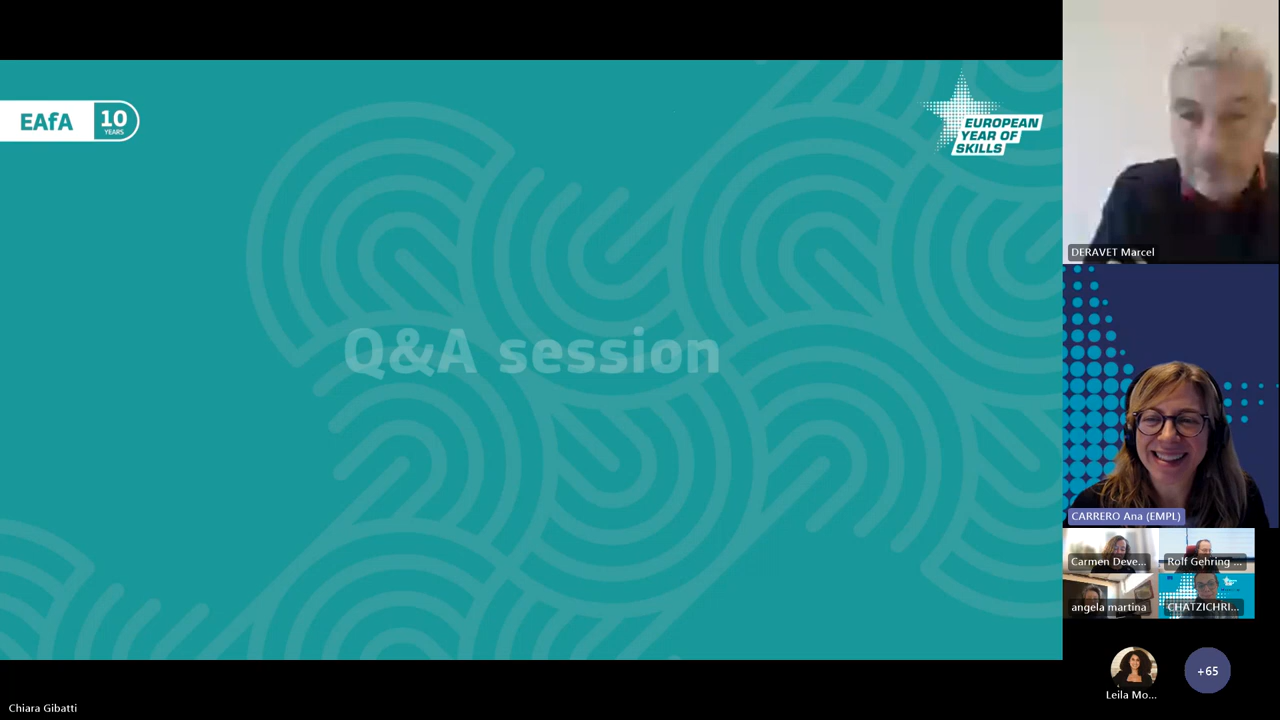 EAfA
10
YEARS
EUROPEAN
YEAR OF
SKILLS
Q&A session
DERAVET Marcel
CARRERO Ana (EMPL)
Carmen Deve...
Rolf Gehring ...
angela martina
CHATZICHRI...
Leila Mo...
+65
Chiara Gibatti